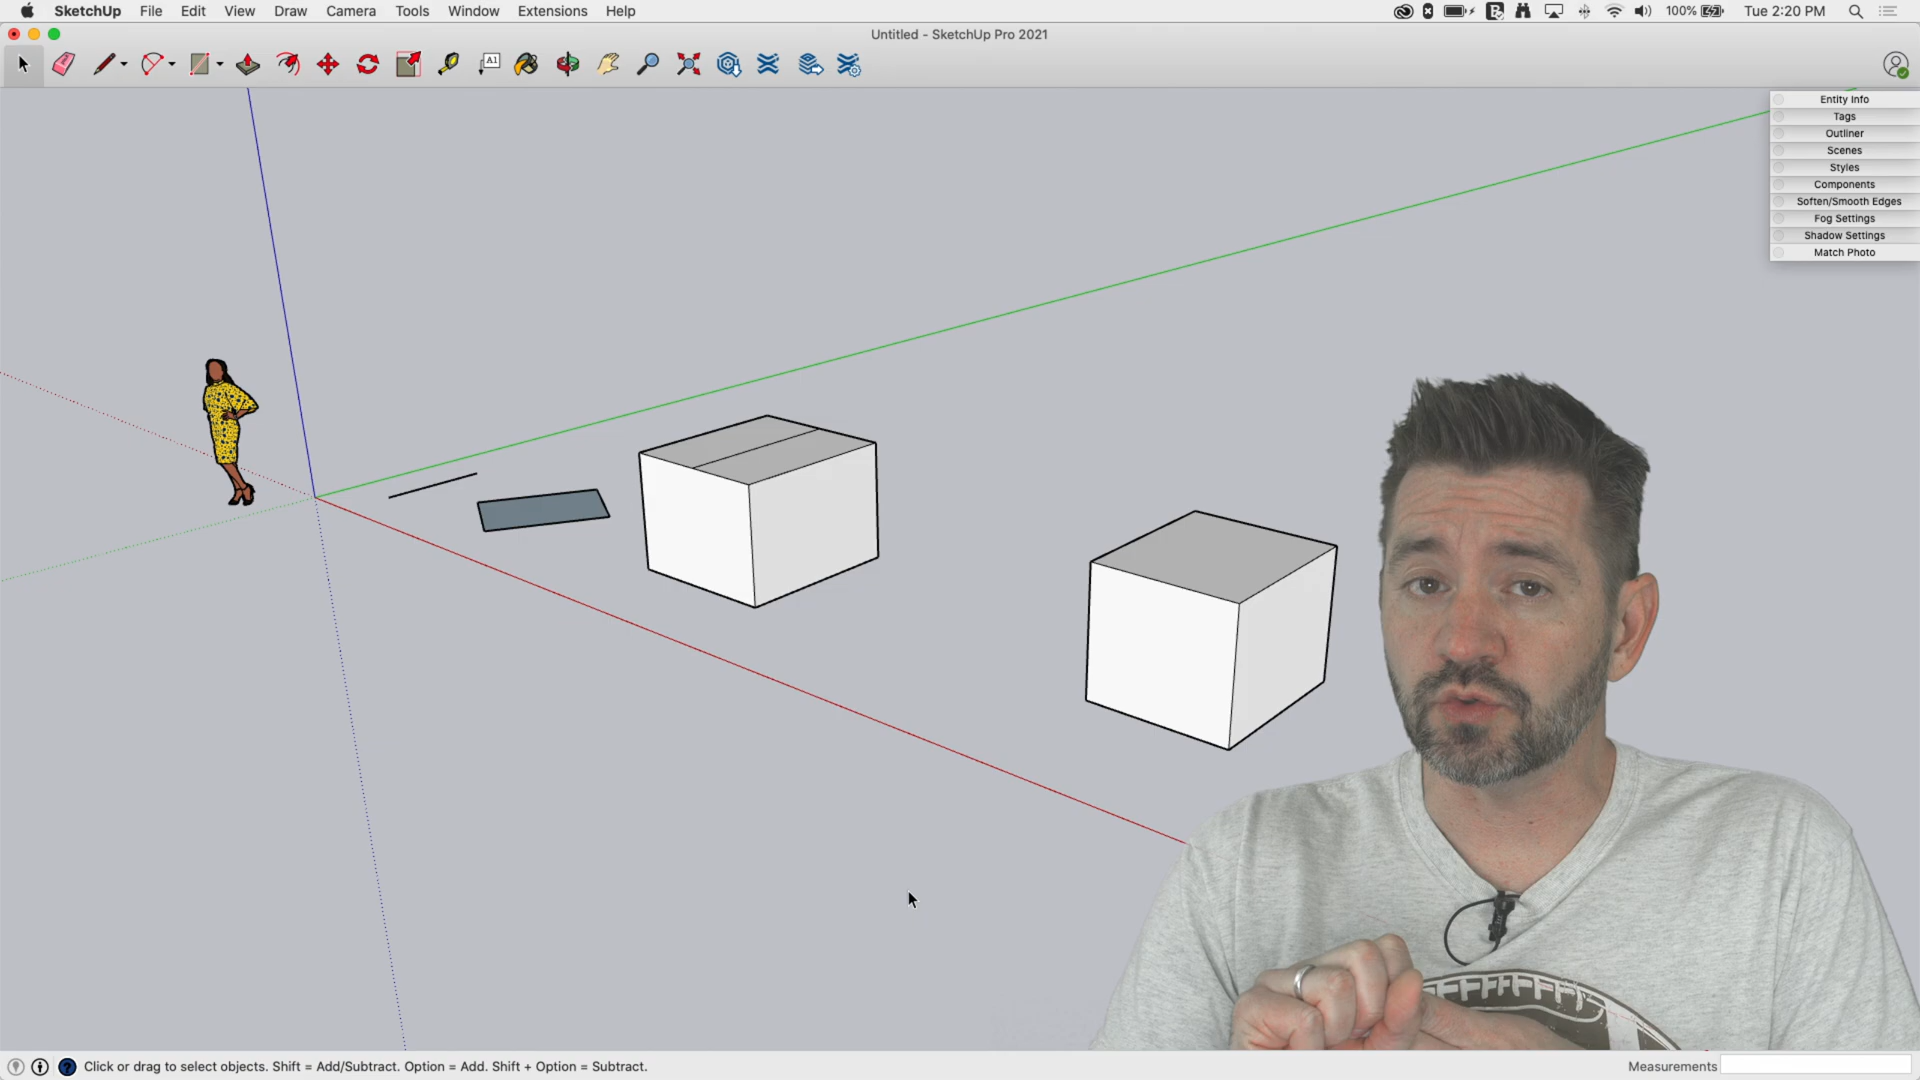 SketchUp File Edit View Draw Camera Tools Window Extensions Help 100% Tue 2:20 PM
Untitled - SketchUp Pro 2021
A1
Entity Info
Tags
Outliner
Scenes
Styles
Components
Soften/Smooth Edges
Fog Settings
Shadow Settings
Match Photo
Click or drag to select objects. Shift = Add/Subtract. Option = Add. Shift + Option = Subtract. Measurements